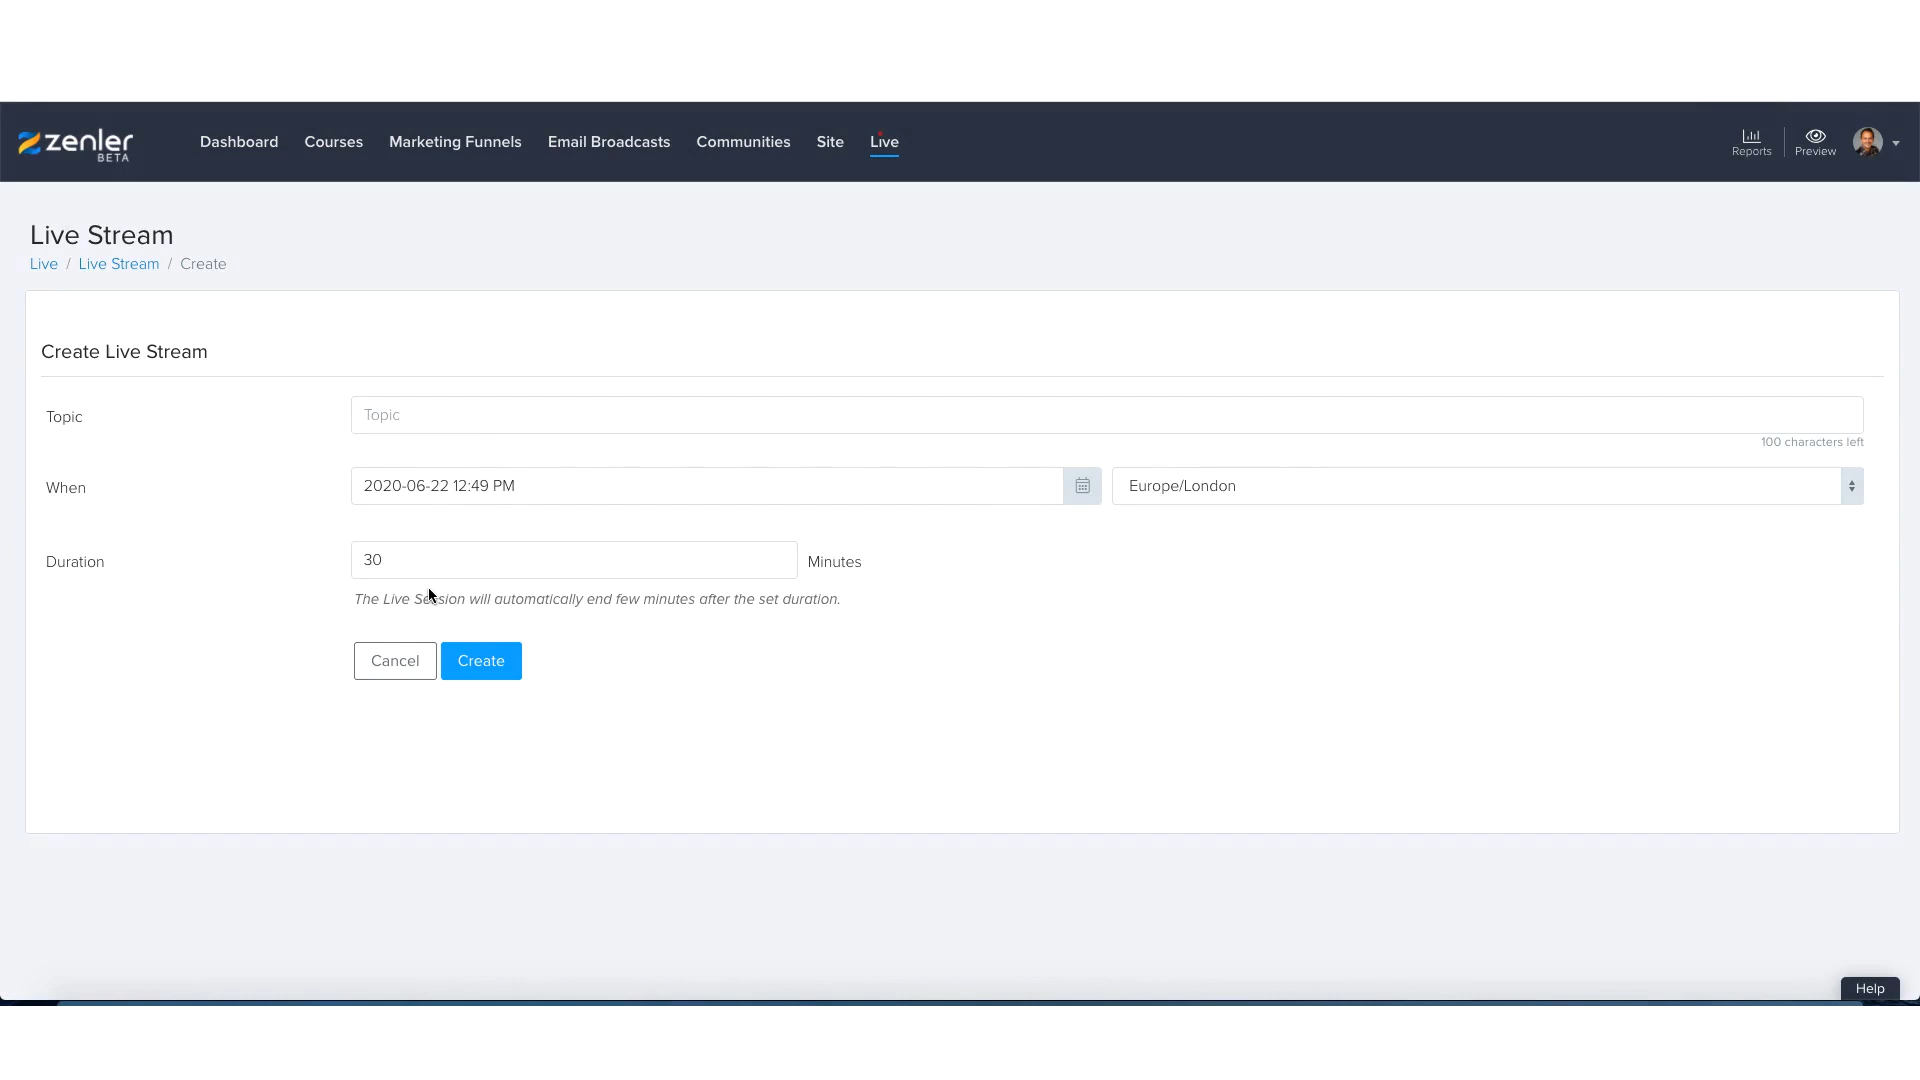 zenler
BETA
Dashboard Courses Marketing Funnels Email Broadcasts Communities Site Live
Reports Preview
Live Stream
Live / Live Stream / Create
Create Live Stream
Topic Topic
100 characters left
When 2020-06-22 12:49 PM Europe/London
Duration 30 Minutes
The Live Session will automatically end few minutes after the set duration.
Cancel Create
Help